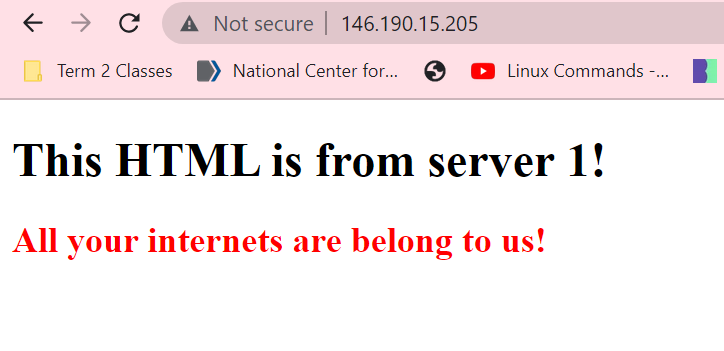 Not secure | 146.190.15.205
Term 2 Classes National Center for... Linux Commands -...
This HTML is from server 1!
All your internets are belong to us!